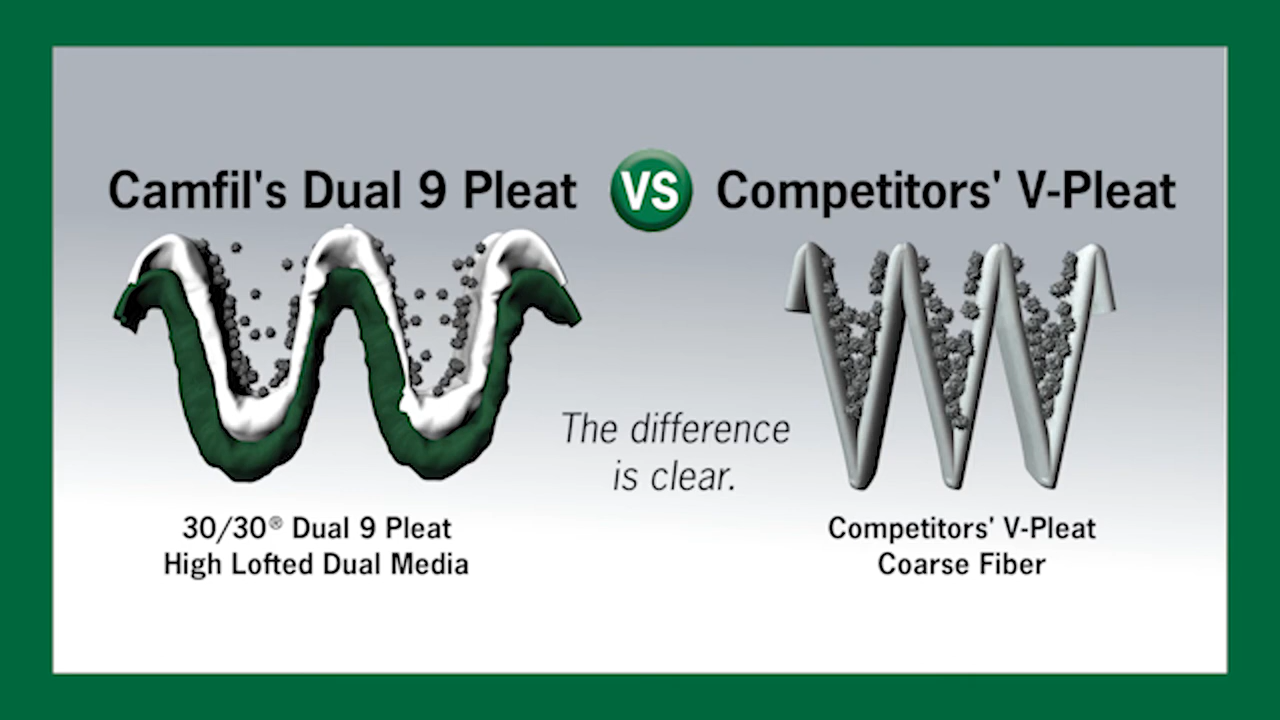 Camfil's Dual 9 Pleat VS Competitors' V-Pleat
The difference
is clear.
30/30® Dual 9 Pleat
High Lofted Dual Media
Competitors' V-Pleat
Coarse Fiber